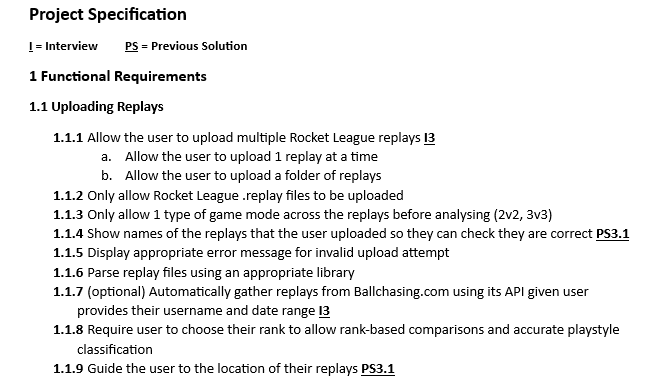 Project Specification
I = Interview PS = Previous Solution
1 Functional Requirements
1.1 Uploading Replays
1.1.1 Allow the user to upload multiple Rocket League replays I3
a. Allow the user to upload 1 replay at a time
b. Allow the user to upload a folder of replays
1.1.2 Only allow Rocket League .replay files to be uploaded
1.1.3 Only allow 1 type of game mode across the replays before analysing (2v2, 3v3)
1.1.4 Show names of the replays that the user uploaded so they can check they are correct PS3.1
1.1.5 Display appropriate error message for invalid upload attempt
1.1.6 Parse replay files using an appropriate library
1.1.7 (optional) Automatically gather replays from Ballchasing.com using its API given user
provides their username and date range I3
1.1.8 Require user to choose their rank to allow rank-based comparisons and accurate playstyle
classification
1.1.9 Guide the user to the location of their replays PS3.1